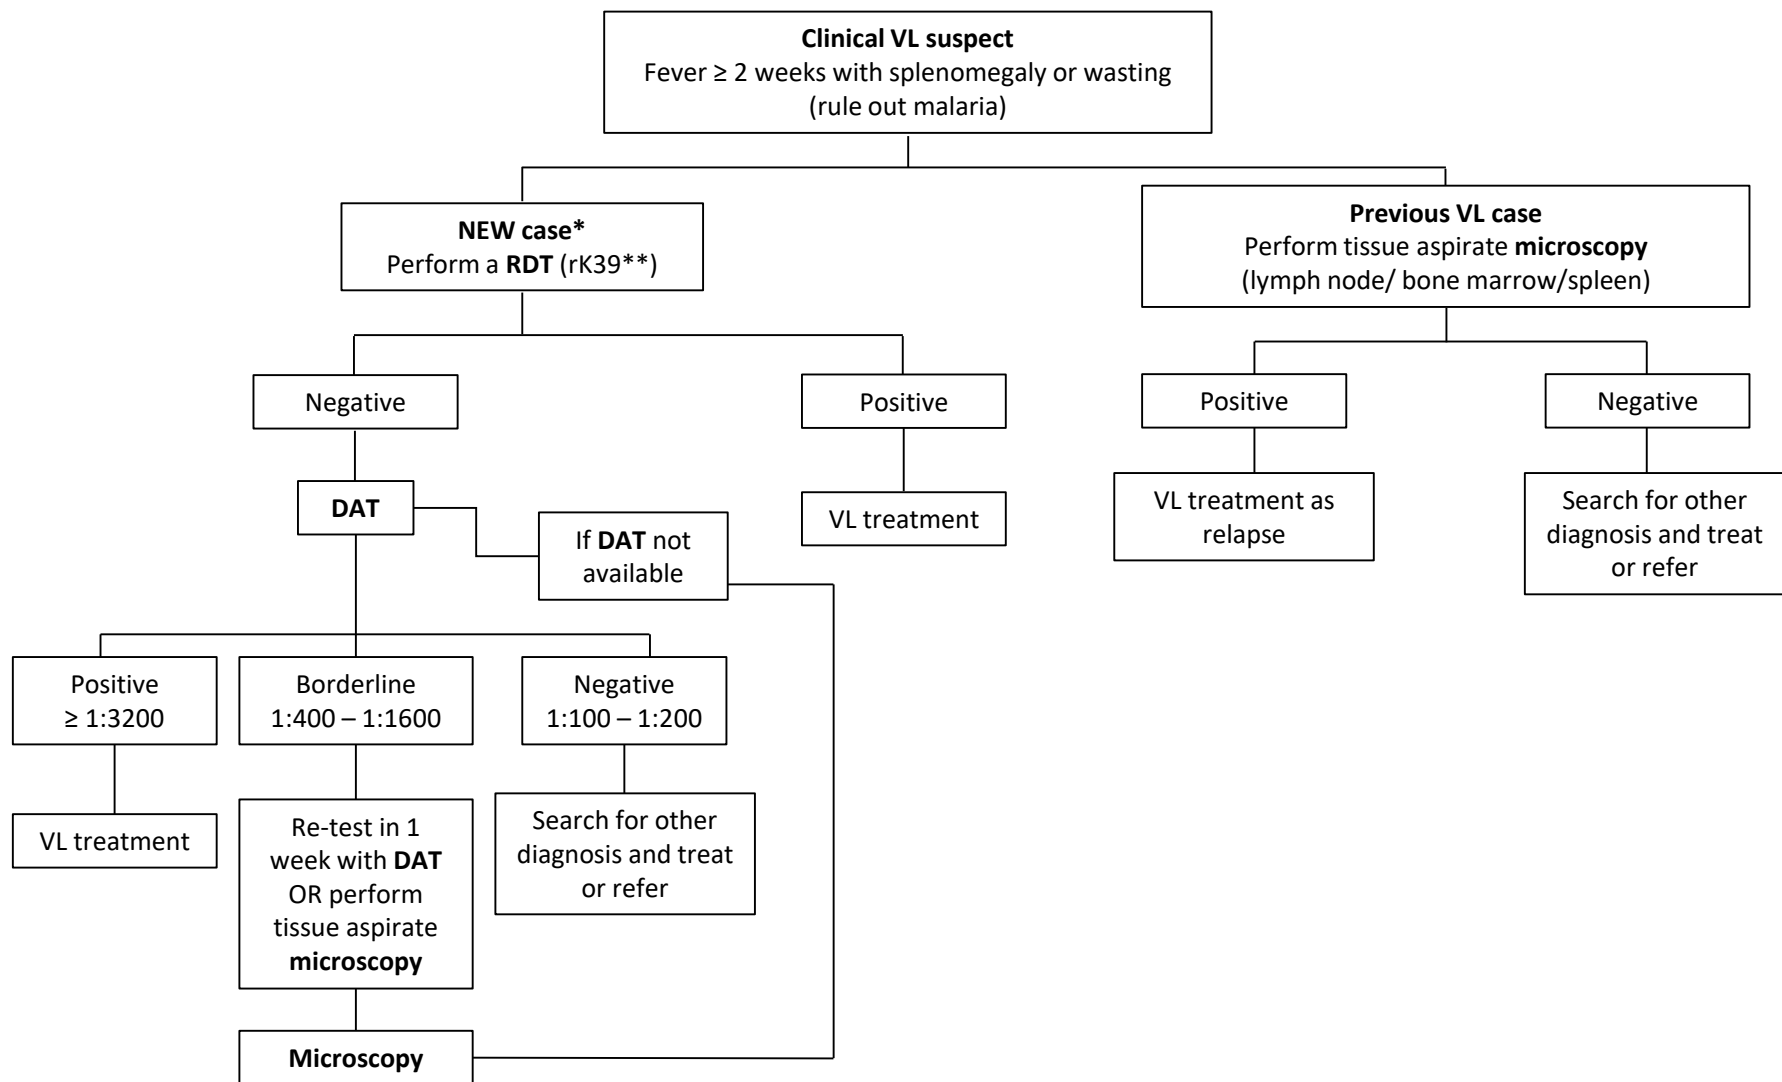 Clinical VL suspect
Fever ≥ 2 weeks with splenomegaly or wasting
(rule out malaria)
NEW case*
Perform a RDT (rK39**)
Previous VL case
Perform tissue aspirate microscopy
(lymph node/ bone marrow/spleen)
Negative
Positive
Positive
Negative
DAT
If DAT not
available
VL treatment
VL treatment as
relapse
Search for other
diagnosis and treat
or refer
Positive
≥ 1:3200
Borderline
1:400 – 1:1600
Negative
1:100 – 1:200
VL treatment
Re-test in 1
week with DAT
OR perform
tissue aspirate
microscopy
Search for other
diagnosis and treat
or refer
Microscopy